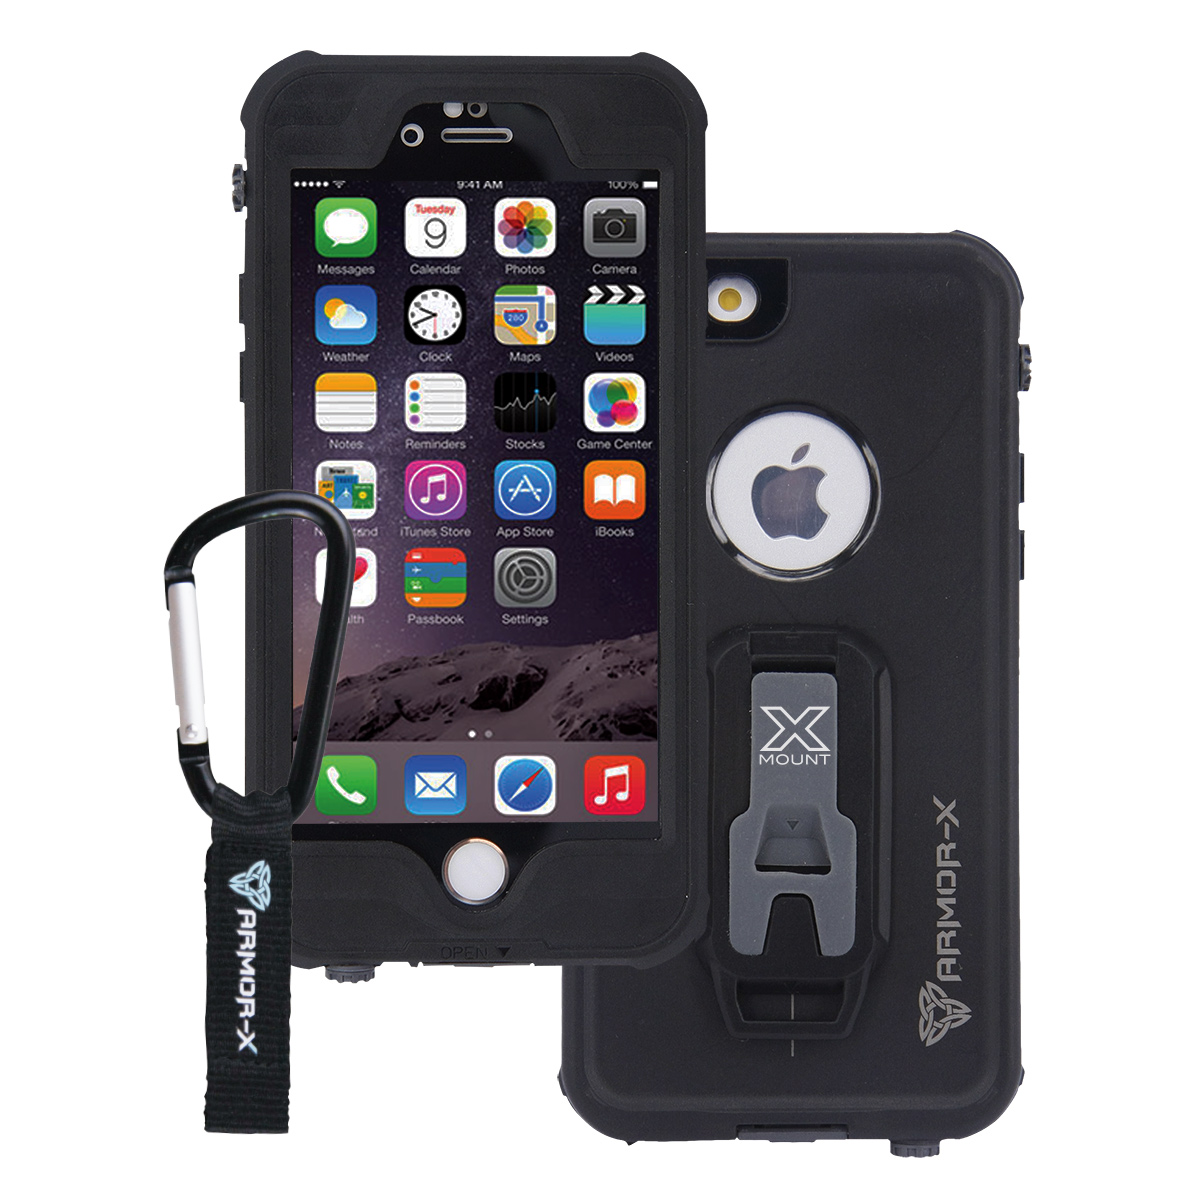 9:41 AM 100%
Tuesday
9
Messages Calendar Photos Camera
280
Weather Clock Maps Videos
Notes Reminders Stocks Game Center
iTunes Store App Store iBooks
Passbook Settings
OPEN
ARMOR-X
X
MOUNT
ARMOR-X